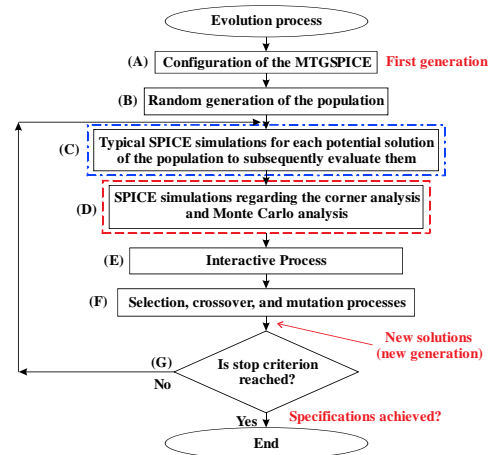 Evolution process
(A) Configuration of the MTGSPICE First generation
(B) Random generation of the population
(C) Typical SPICE simulations for each potential solution
of the population to subsequently evaluate them
(D) SPICE simulations regarding the corner analysis
and Monte Carlo analysis
(E) Interactive Process
(F) Selection, crossover, and mutation processes
New solutions
(new generation)
(G) Is stop criterion
reached?
No
Yes
Specifications achieved?
End